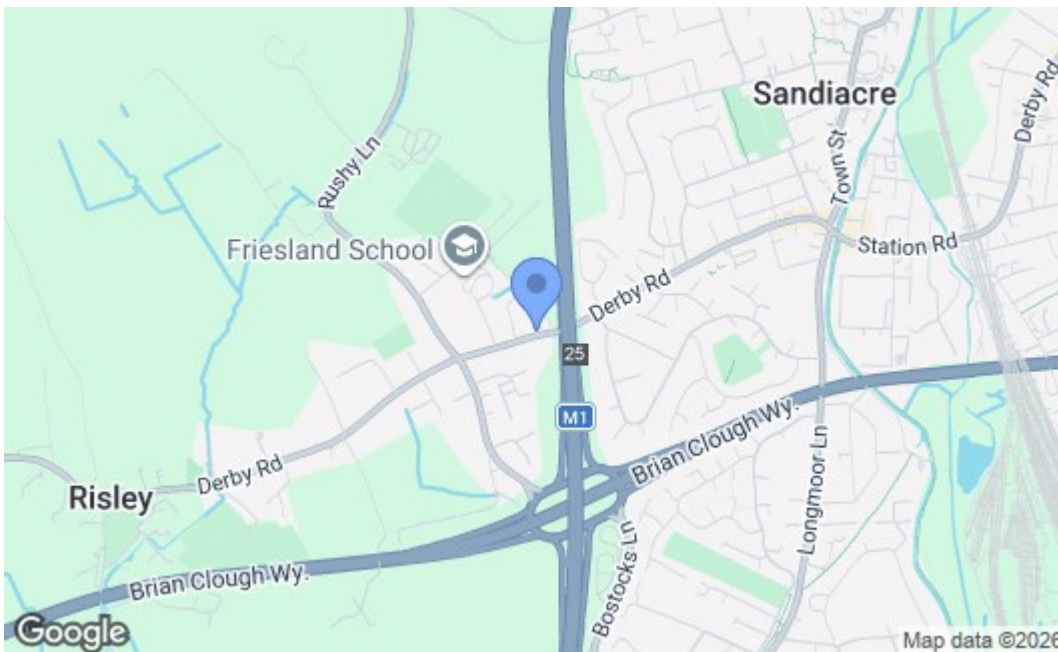 Sandiacre
Derby Rd
Town St
Rushy Ln
Friesland School
Station Rd
Derby Rd
25
M1
Brian Clough Wy.
Derby Rd
Risley
Longmoor Ln
Bostocks Ln
Brian Clough Wy.
Google
Map data ©2026